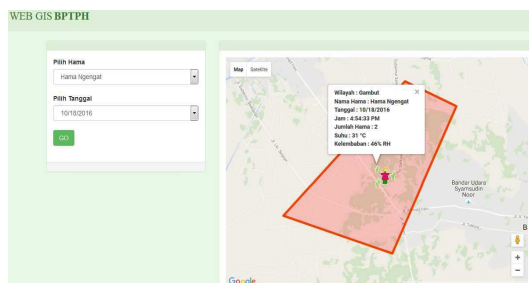 WEB GIS BPTPH
Pilih Hama
Hama Ngengat
Pilih Tanggal
10/18/2016
GO
Map Satellite
Wilayah : Gambut
Nama Hama : Hama Ngengat
Tanggal : 10/18/2016
Jam : 4:54:33 PM
Jumlah Hama : 2
Suhu : 31 °C
Kelembaban : 46% RH
Bandar Udara
Syamsudin
Noor
B
Google